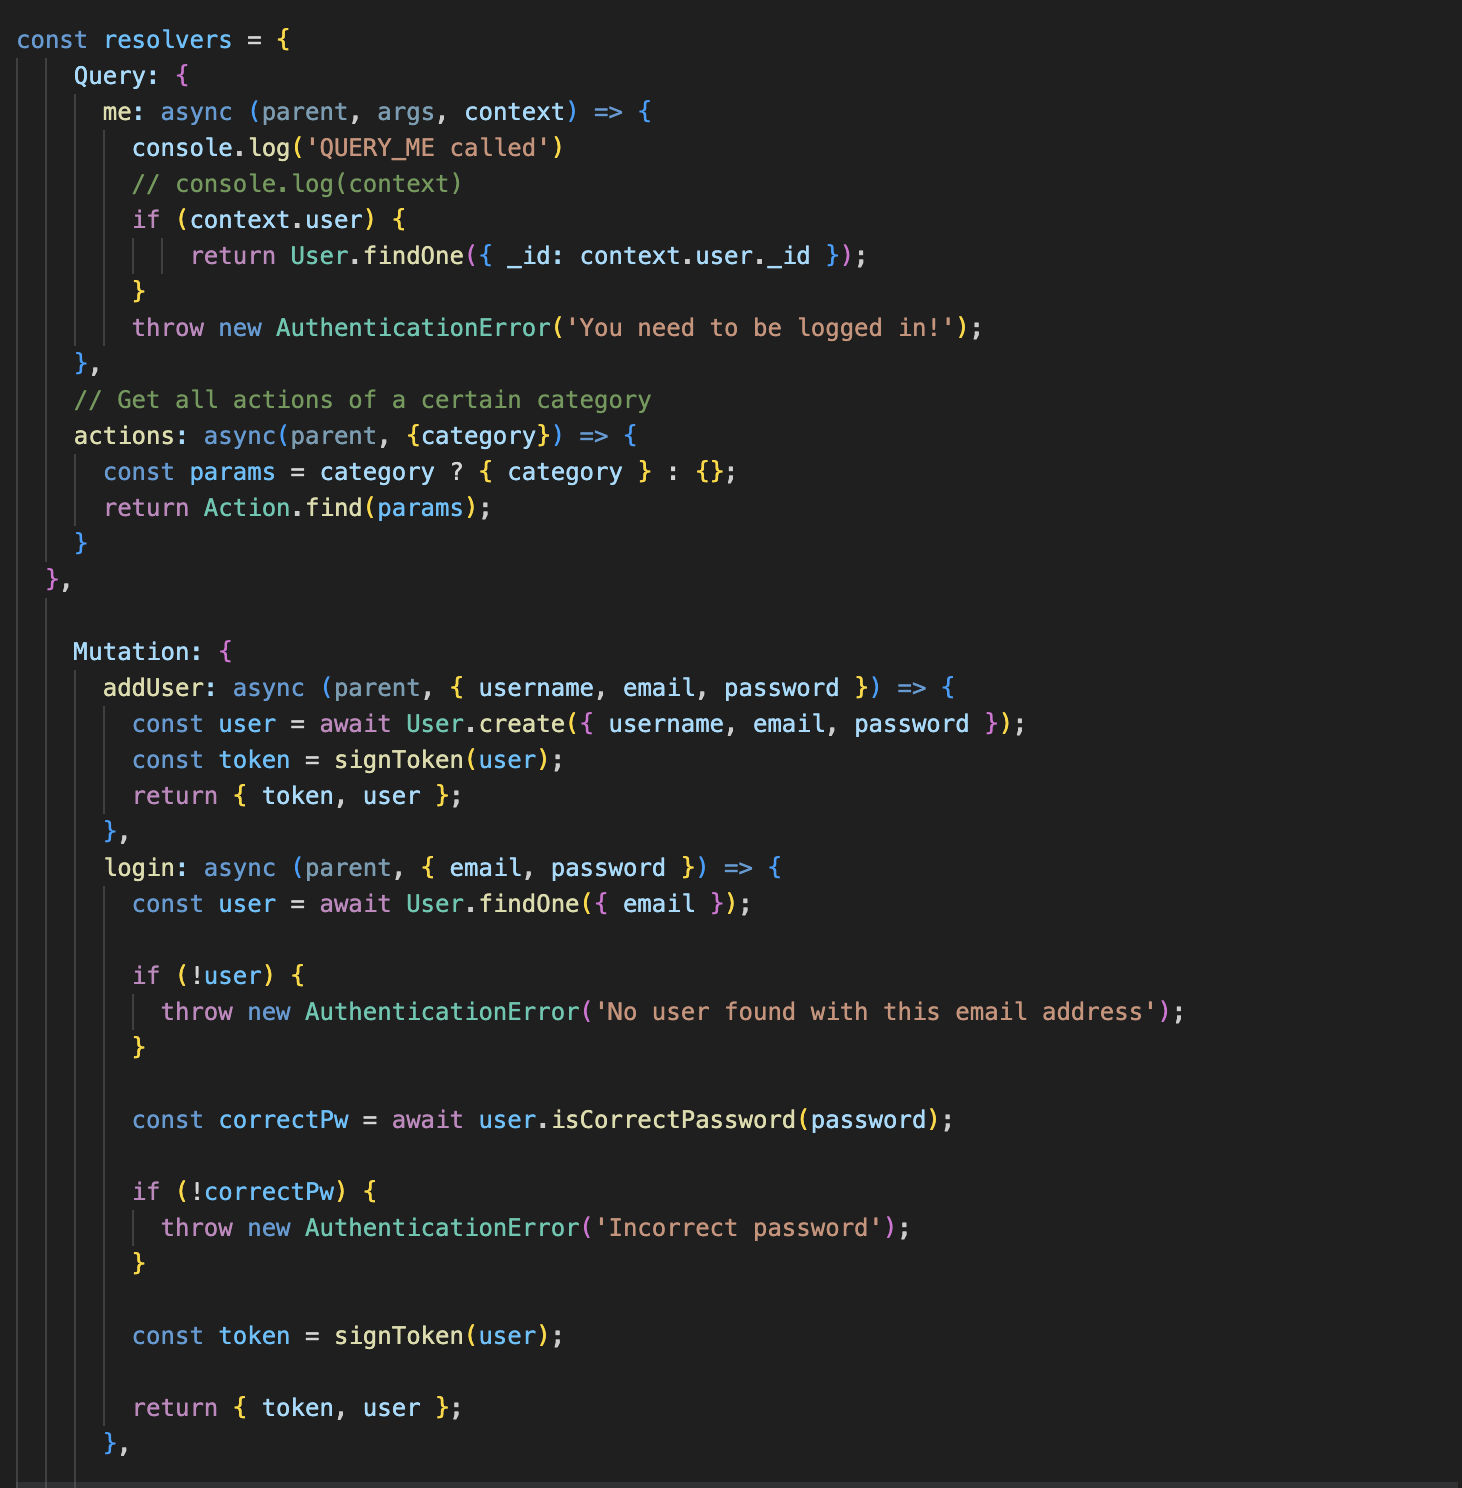 const resolvers = {
Query: {
me: async (parent, args, context) => {
console.log('QUERY_ME called')
// console.log(context)
if (context.user) {
return User.findOne({ _id: context.user._id });
}
throw new AuthenticationError('You need to be logged in!');
},
// Get all actions of a certain category
actions: async(parent, {category}) => {
const params = category ? { category } : {};
return Action.find(params);
}
},
Mutation: {
addUser: async (parent, { username, email, password }) => {
const user = await User.create({ username, email, password });
const token = signToken(user);
return { token, user };
},
login: async (parent, { email, password }) => {
const user = await User.findOne({ email });
if (!user) {
throw new AuthenticationError('No user found with this email address');
}
const correctPw = await user.isCorrectPassword(password);
if (!correctPw) {
throw new AuthenticationError('Incorrect password');
}
const token = signToken(user);
return { token, user };
},